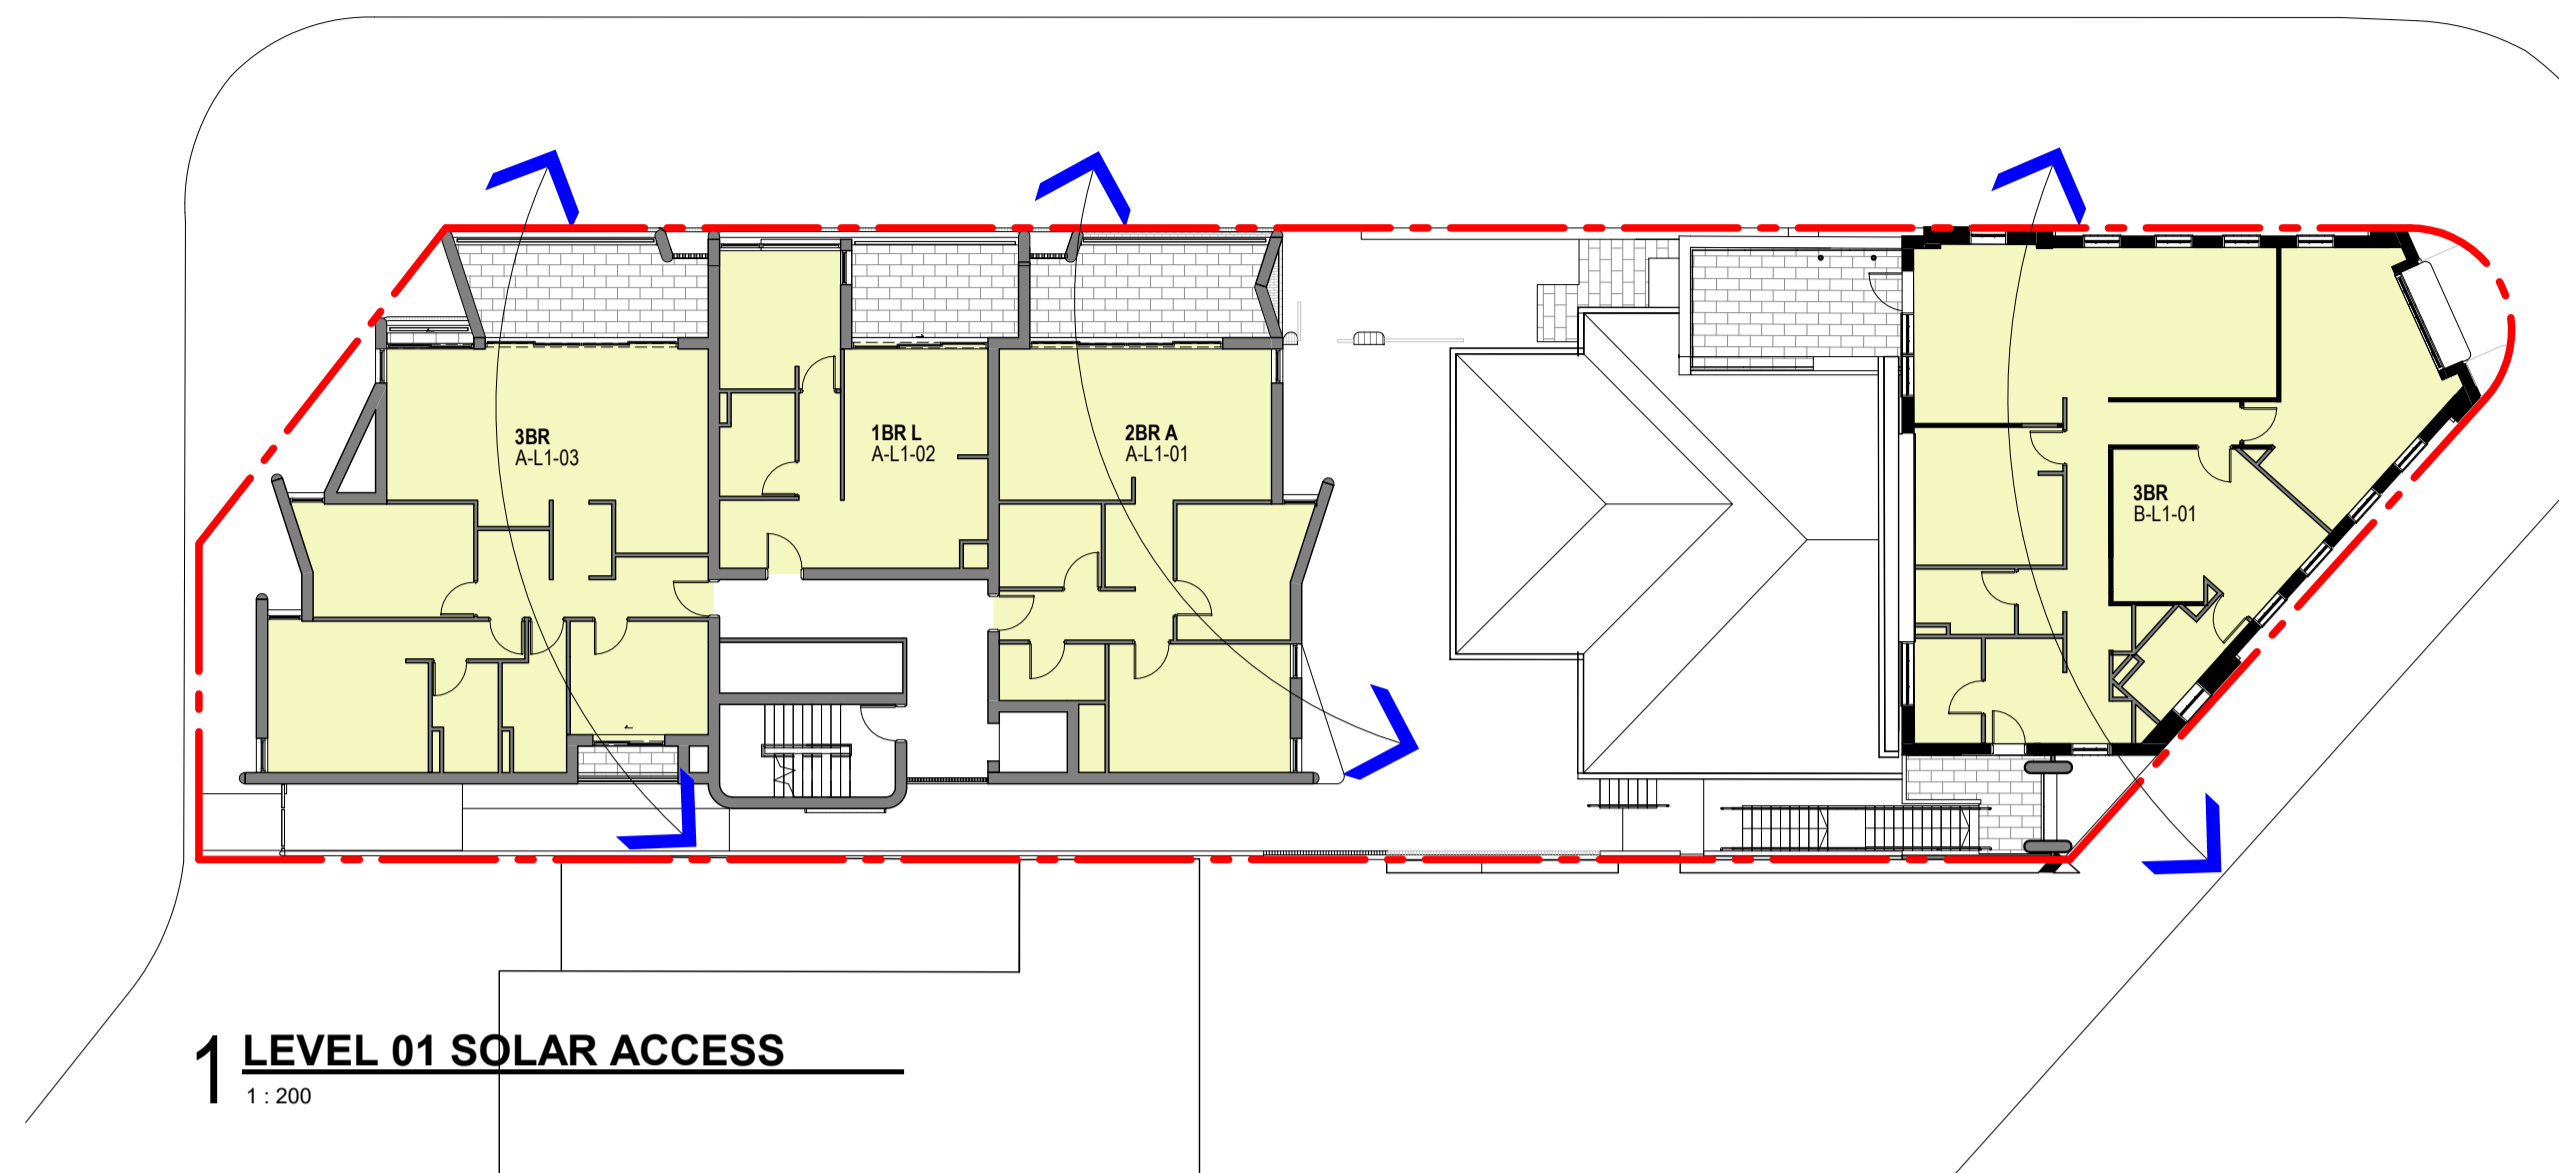 3BR
A-L1-03
1BR L
A-L1-02
2BR A
A-L1-01
3BR
B-L1-01
1 LEVEL 01 SOLAR ACCESS
1 : 200